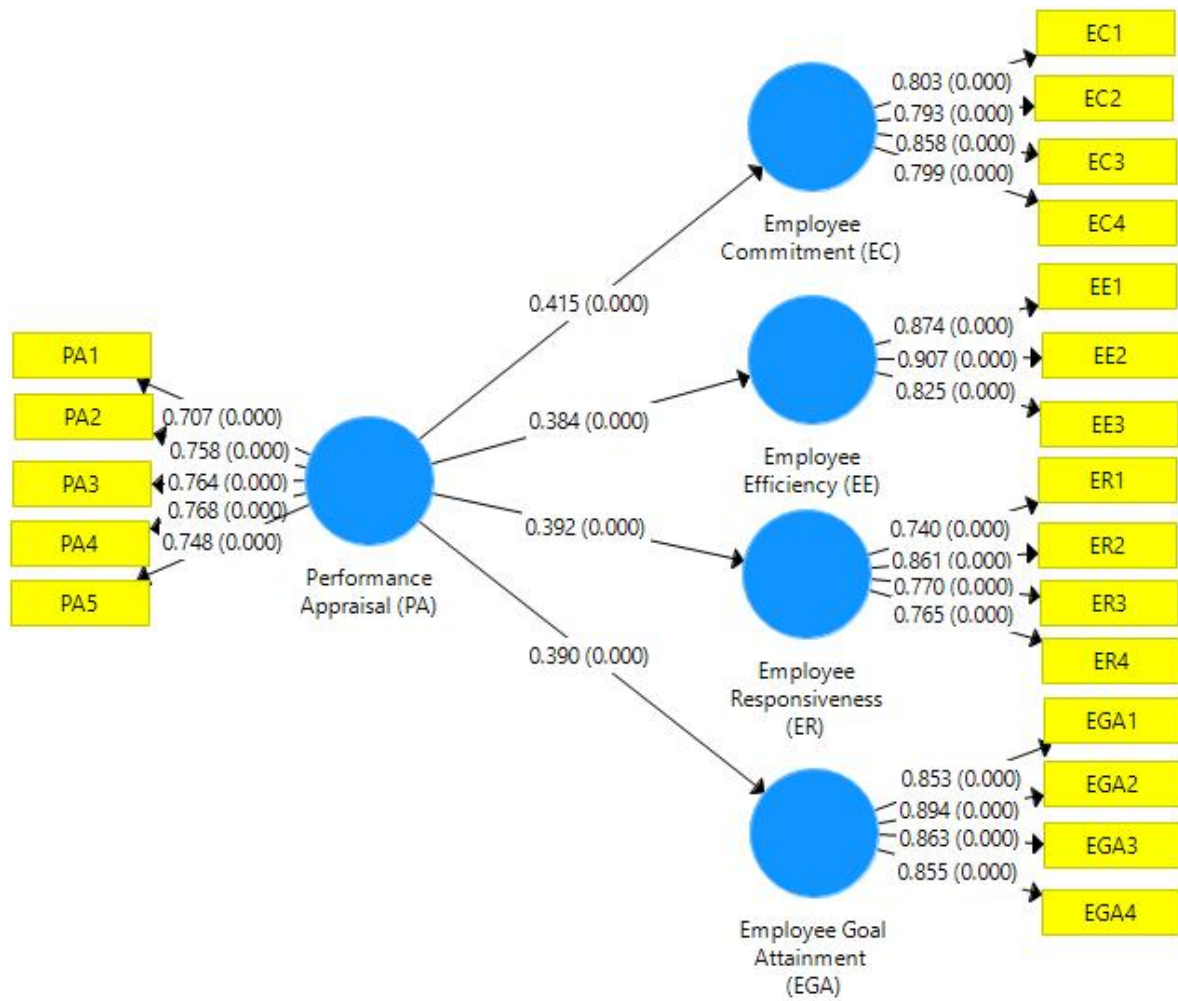 PA1
PA2
PA3
PA4
PA5
0.707 (0.000)
0.758 (0.000)
0.764 (0.000)
0.768 (0.000)
0.748 (0.000)
Performance
Appraisal (PA)
0.415 (0.000)
0.384 (0.000)
0.392 (0.000)
0.390 (0.000)
Employee
Commitment (EC)
0.803 (0.000)
0.793 (0.000)
0.858 (0.000)
0.799 (0.000)
EC1
EC2
EC3
EC4
Employee
Efficiency (EE)
0.874 (0.000)
0.907 (0.000)
0.825 (0.000)
EE1
EE2
EE3
Employee
Responsiveness
(ER)
0.740 (0.000)
0.861 (0.000)
0.770 (0.000)
0.765 (0.000)
ER1
ER2
ER3
ER4
Employee Goal
Attainment
(EGA)
0.853 (0.000)
0.894 (0.000)
0.863 (0.000)
0.855 (0.000)
EGA1
EGA2
EGA3
EGA4